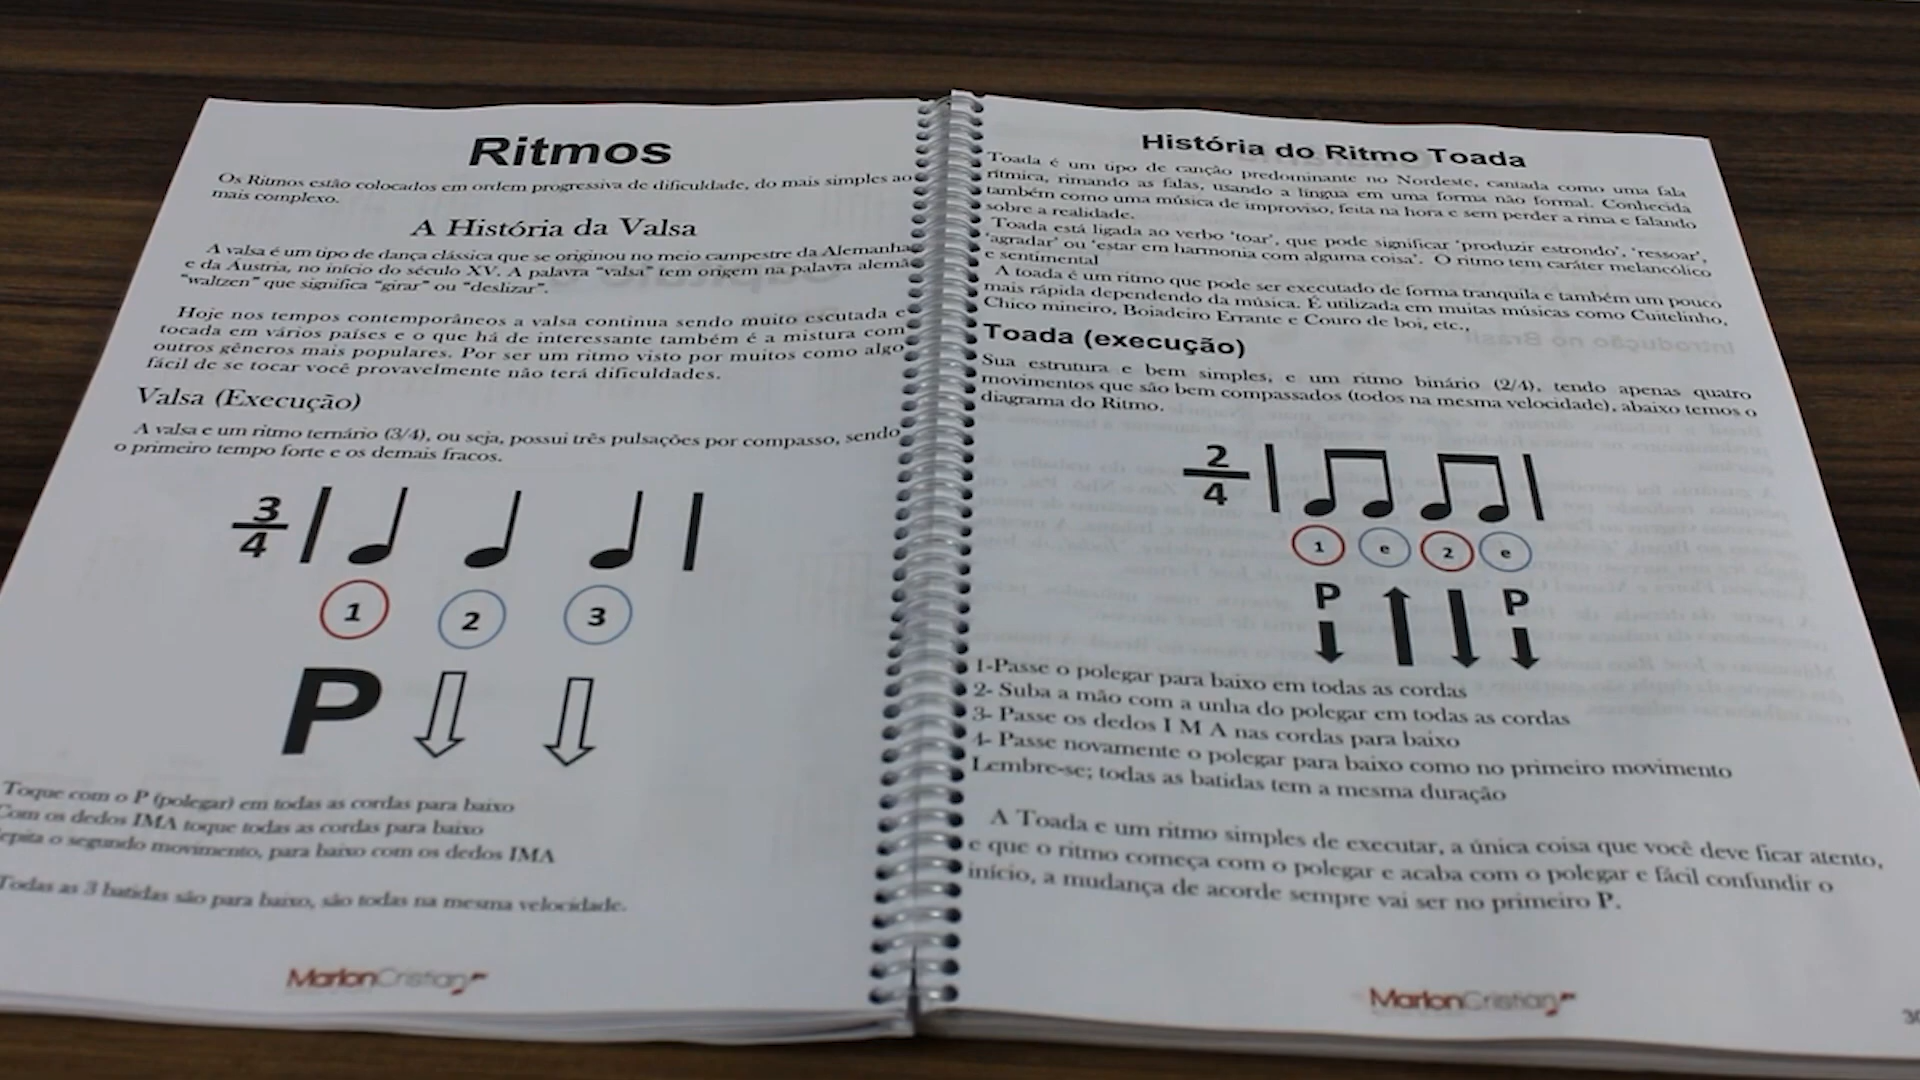 Ritmos
Os Ritmos estão colocados em ordem progressiva de dificuldade, do mais simples ao
mais complexo.
A História da Valsa
A valsa é um tipo de dança clássica que se originou no meio campestre da Alemanha
e da Áustria, no início do século XV. A palavra "valsa" tem origem na palavra alemã
"waltzen" que significa "girar" ou "deslizar".
Hoje nos tempos contemporâneos a valsa continua sendo muito escutada e
tocada em vários países e o que há de interessante também é a mistura com
outros gêneros mais populares. Por ser um ritmo visto por muitos como algo
fácil de se tocar você provavelmente não terá dificuldades.
Valsa (Execução)
A valsa e um ritmo ternário (3/4), ou seja, possui três pulsações por compasso, sendo
o primeiro tempo forte e os demais fracos.
3
4
1 2 3
P
Toque com o P (polegar) em todas as cordas para baixo
Com os dedos IMA toque todas as cordas para baixo
epita o segundo movimento, para baixo com os dedos IMA
Todas as 3 batidas são para baixo, são todas na mesma velocidade.
MarlonCristian
História do Ritmo Toada
Toada é um tipo de canção predominante no Nordeste, cantada como uma fala
rítmica, rimando as falas, usando a língua em uma forma não formal. Conhecida
também como uma música de improviso, feita na hora e sem perder a rima e falando
sobre a realidade.
Toada está ligada ao verbo 'toar', que pode significar 'produzir estrondo', 'ressoar',
'agradar' ou 'estar em harmonia com alguma coisa'. O ritmo tem caráter melancólico
e sentimental
A toada é um ritmo que pode ser executado de forma tranquila e também um pouco
mais rápida dependendo da música. É utilizada em muitas músicas como Cuitelinho,
Chico mineiro, Boiadeiro Errante e Couro de boi, etc.,
Toada (execução)
Sua estrutura e bem simples, e um ritmo binário (2/4), tendo apenas quatro
movimentos que são bem compassados (todos na mesma velocidade), abaixo temos o
diagrama do Ritmo.
2
4
1 e 2 e
P P
1-Passe o polegar para baixo em todas as cordas
2- Suba a mão com a unha do polegar em todas as cordas
3- Passe os dedos I M A nas cordas para baixo
4- Passe novamente o polegar para baixo como no primeiro movimento
Lembre-se; todas as batidas tem a mesma duração
A Toada e um ritmo simples de executar, a única coisa que você deve ficar atento,
e que o ritmo começa com o polegar e acaba com o polegar e fácil confundir o
início, a mudança de acorde sempre vai ser no primeiro P.
MarlonCristian
30